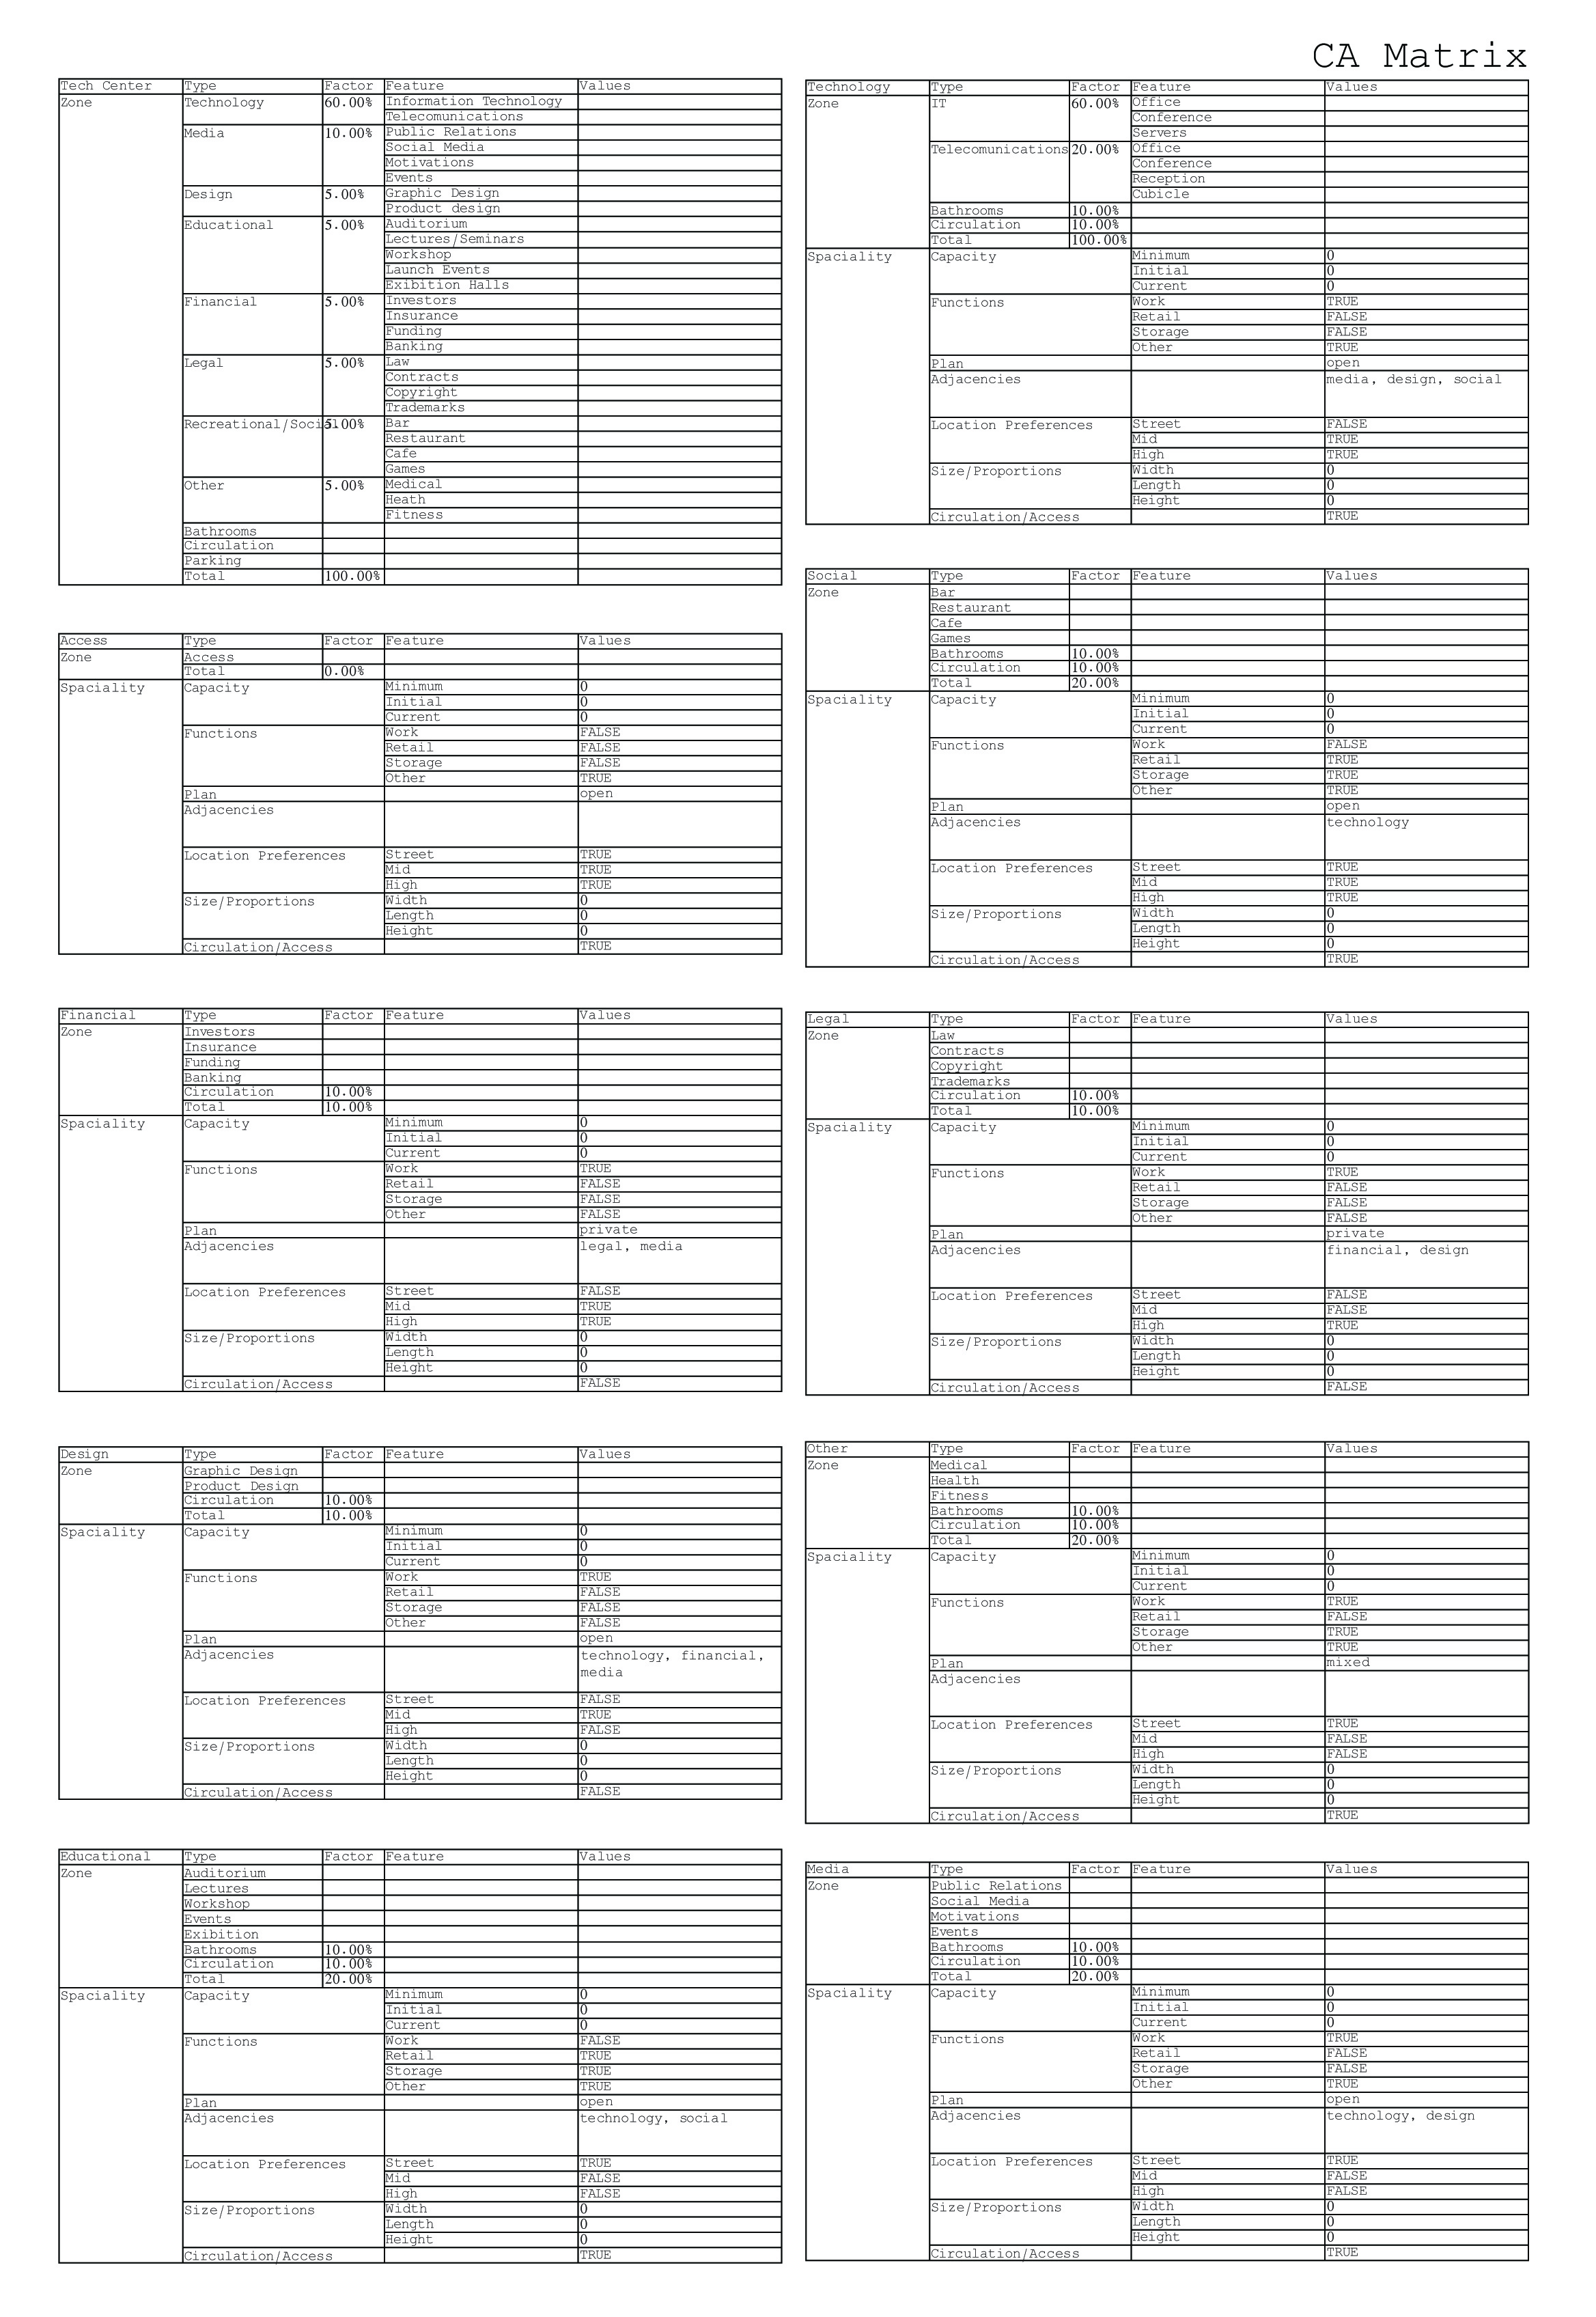 CA Matrix
Tech Center Type Factor Feature Values
Zone Technology 60.00% Information Technology
Telecomunications
Media 10.00% Public Relations
Social Media
Motivations
Events
Design 5.00% Graphic Design
Product design
Educational 5.00% Auditorium
Lectures/Seminars
Workshop
Launch Events
Exibition Halls
Financial 5.00% Investors
Insurance
Funding
Banking
Legal 5.00% Law
Contracts
Copyright
Trademarks
Recreational/Social 5.00% Bar
Restaurant
Cafe
Games
Other 5.00% Medical
Heath
Fitness
Bathrooms
Circulation
Parking
Total 100.00%
Technology Type Factor Feature Values
Zone IT 60.00% Office
Conference
Servers
Telecomunications 20.00% Office
Conference
Reception
Cubicle
Bathrooms 10.00%
Circulation 10.00%
Total 100.00%
Spaciality Capacity Minimum 0
Initial 0
Current 0
Functions Work TRUE
Retail FALSE
Storage FALSE
Other TRUE
Plan open
Adjacencies media, design, social
Location Preferences Street FALSE
Mid TRUE
High TRUE
Size/Proportions Width 0
Length 0
Height 0
Circulation/Access TRUE
Access Type Factor Feature Values
Zone Access
Total 0.00%
Spaciality Capacity Minimum 0
Initial 0
Current 0
Functions Work FALSE
Retail FALSE
Storage FALSE
Other TRUE
Plan open
Adjacencies
Location Preferences Street TRUE
Mid TRUE
High TRUE
Size/Proportions Width 0
Length 0
Height 0
Circulation/Access TRUE
Social Type Factor Feature Values
Zone Bar
Restaurant
Cafe
Games
Bathrooms 10.00%
Circulation 10.00%
Total 20.00%
Spaciality Capacity Minimum 0
Initial 0
Current 0
Functions Work FALSE
Retail TRUE
Storage TRUE
Other TRUE
Plan open
Adjacencies technology
Location Preferences Street TRUE
Mid TRUE
High TRUE
Size/Proportions Width 0
Length 0
Height 0
Circulation/Access TRUE
Financial Type Factor Feature Values
Zone Investors
Insurance
Funding
Banking
Circulation 10.00%
Total 10.00%
Spaciality Capacity Minimum 0
Initial 0
Current 0
Functions Work TRUE
Retail FALSE
Storage FALSE
Other FALSE
Plan private
Adjacencies legal, media
Location Preferences Street FALSE
Mid TRUE
High TRUE
Size/Proportions Width 0
Length 0
Height 0
Circulation/Access FALSE
Legal Type Factor Feature Values
Zone Law
Contracts
Copyright
Trademarks
Circulation 10.00%
Total 10.00%
Spaciality Capacity Minimum 0
Initial 0
Current 0
Functions Work TRUE
Retail FALSE
Storage FALSE
Other FALSE
Plan private
Adjacencies financial, design
Location Preferences Street FALSE
Mid FALSE
High TRUE
Size/Proportions Width 0
Length 0
Height 0
Circulation/Access FALSE
Design Type Factor Feature Values
Zone Graphic Design
Product Design
Circulation 10.00%
Total 10.00%
Spaciality Capacity Minimum 0
Initial 0
Current 0
Functions Work TRUE
Retail FALSE
Storage FALSE
Other FALSE
Plan open
Adjacencies technology, financial,
media
Location Preferences Street FALSE
Mid TRUE
High FALSE
Size/Proportions Width 0
Length 0
Height 0
Circulation/Access FALSE
Other Type Factor Feature Values
Zone Medical
Health
Fitness
Bathrooms 10.00%
Circulation 10.00%
Total 20.00%
Spaciality Capacity Minimum 0
Initial 0
Current 0
Functions Work TRUE
Retail FALSE
Storage TRUE
Other TRUE
Plan mixed
Adjacencies
Location Preferences Street TRUE
Mid FALSE
High FALSE
Size/Proportions Width 0
Length 0
Height 0
Circulation/Access TRUE
Educational Type Factor Feature Values
Zone Auditorium
Lectures
Workshop
Events
Exibition
Bathrooms 10.00%
Circulation 10.00%
Total 20.00%
Spaciality Capacity Minimum 0
Initial 0
Current 0
Functions Work FALSE
Retail TRUE
Storage TRUE
Other TRUE
Plan open
Adjacencies technology, social
Location Preferences Street TRUE
Mid FALSE
High FALSE
Size/Proportions Width 0
Length 0
Height 0
Circulation/Access TRUE
Media Type Factor Feature Values
Zone Public Relations
Social Media
Motivations
Events
Bathrooms 10.00%
Circulation 10.00%
Total 20.00%
Spaciality Capacity Minimum 0
Initial 0
Current 0
Functions Work TRUE
Retail FALSE
Storage FALSE
Other TRUE
Plan open
Adjacencies technology, design
Location Preferences Street TRUE
Mid FALSE
High FALSE
Size/Proportions Width 0
Length 0
Height 0
Circulation/Access TRUE